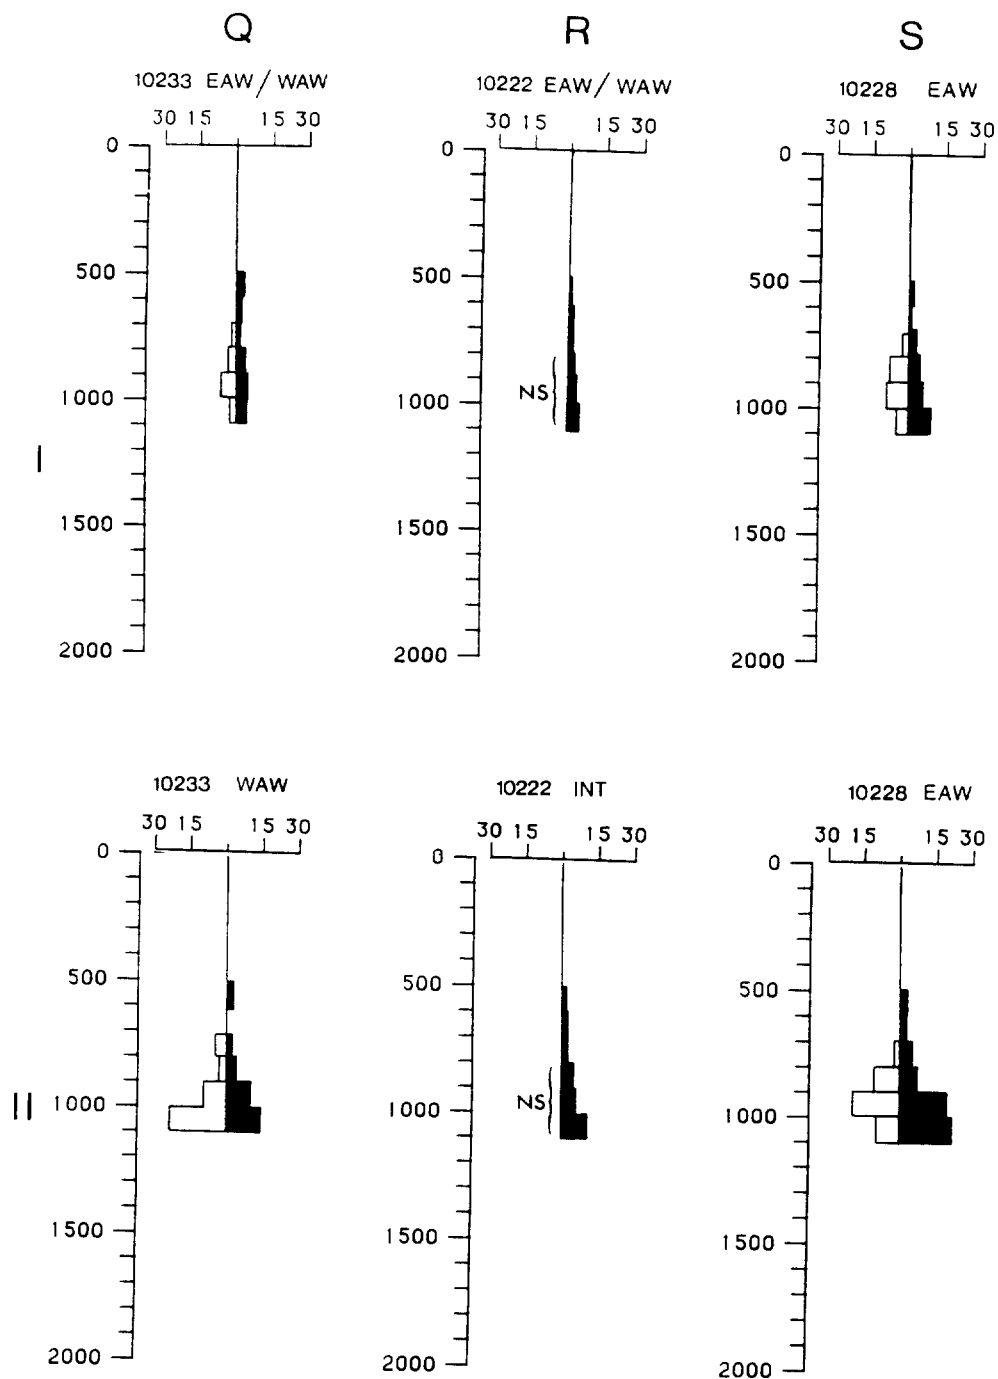 Q R S
10233 EAW / WAW 10222 EAW / WAW 10228 EAW
30 15 15 30 30 15 15 30 30 15 15 30
0 0 0
500 500 500
1000 NS 1000 1000
I
1500 1500 1500
2000 2000 2000
10233 WAW 10222 INT 10228 EAW
30 15 15 30 30 15 15 30 30 15 15 30
0 0 0
500 500 500
II 1000 NS 1000 1000
1500 1500 1500
2000 2000 2000